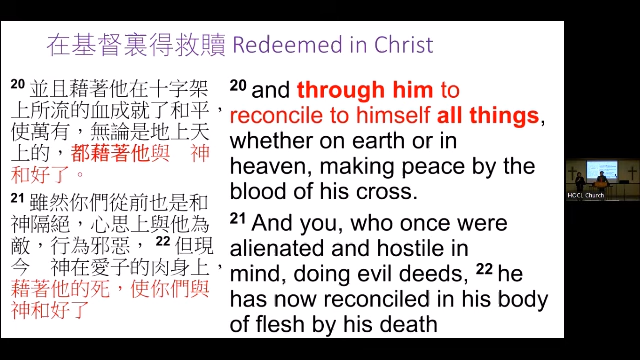 在基督裏得救贖 Redeemed in Christ
20 並且藉著他在十字架
上所流的血成就了和平，
使萬有，無論是地上天
上的，都藉著他與　神
和好了。
21 雖然你們從前也是和
神隔絕，心思上與他為
敵，行為邪惡，22 但現
今　神在愛子的肉身上，
藉著他的死，使你們與
神和好了
20 and through him to
reconcile to himself all things,
whether on earth or in
heaven, making peace by the
blood of his cross.
21 And you, who once were
alienated and hostile in
mind, doing evil deeds, 22 he
has now reconciled in his body
of flesh by his death
HGCL Church